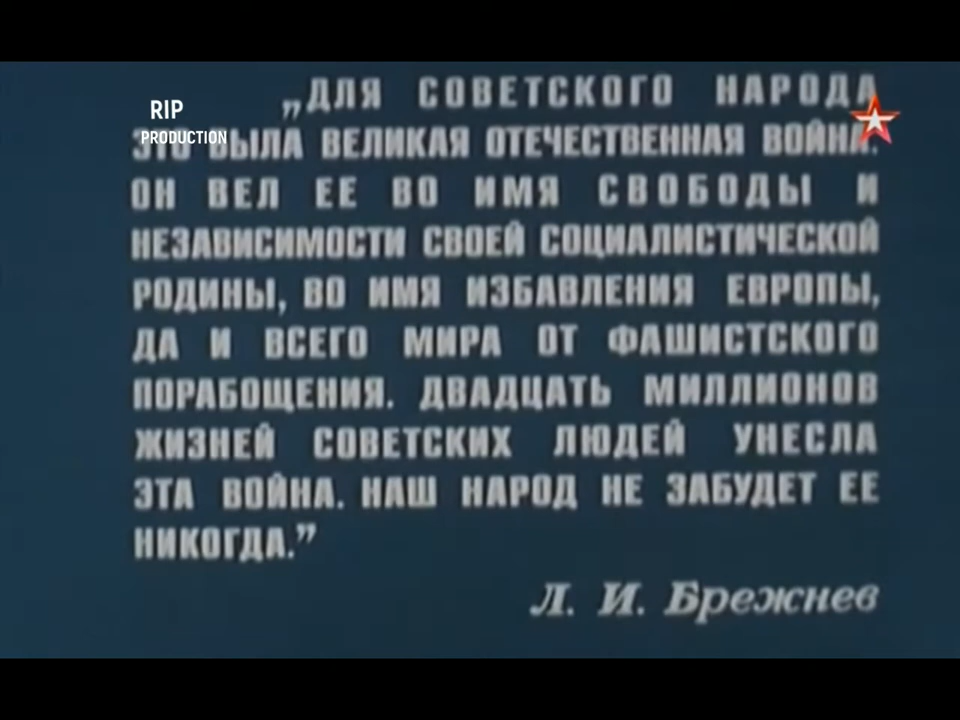 RIP
PRODUCTION
„ДЛЯ СОВЕТСКОГО НАРОДА
ЭТО БЫЛА ВЕЛИКАЯ ОТЕЧЕСТВЕННАЯ ВОЙНА.
ОН ВЕЛ ЕЕ ВО ИМЯ СВОБОДЫ И
НЕЗАВИСИМОСТИ СВОЕЙ СОЦИАЛИСТИЧЕСКОЙ
РОДИНЫ, ВО ИМЯ ИЗБАВЛЕНИЯ ЕВРОПЫ,
ДА И ВСЕГО МИРА ОТ ФАШИСТСКОГО
ПОРАБОЩЕНИЯ. ДВАДЦАТЬ МИЛЛИОНОВ
ЖИЗНЕЙ СОВЕТСКИХ ЛЮДЕЙ УНЕСЛА
ЭТА ВОЙНА. НАШ НАРОД НЕ ЗАБУДЕТ ЕЕ
НИКОГДА.”
Л. И. Брежнев